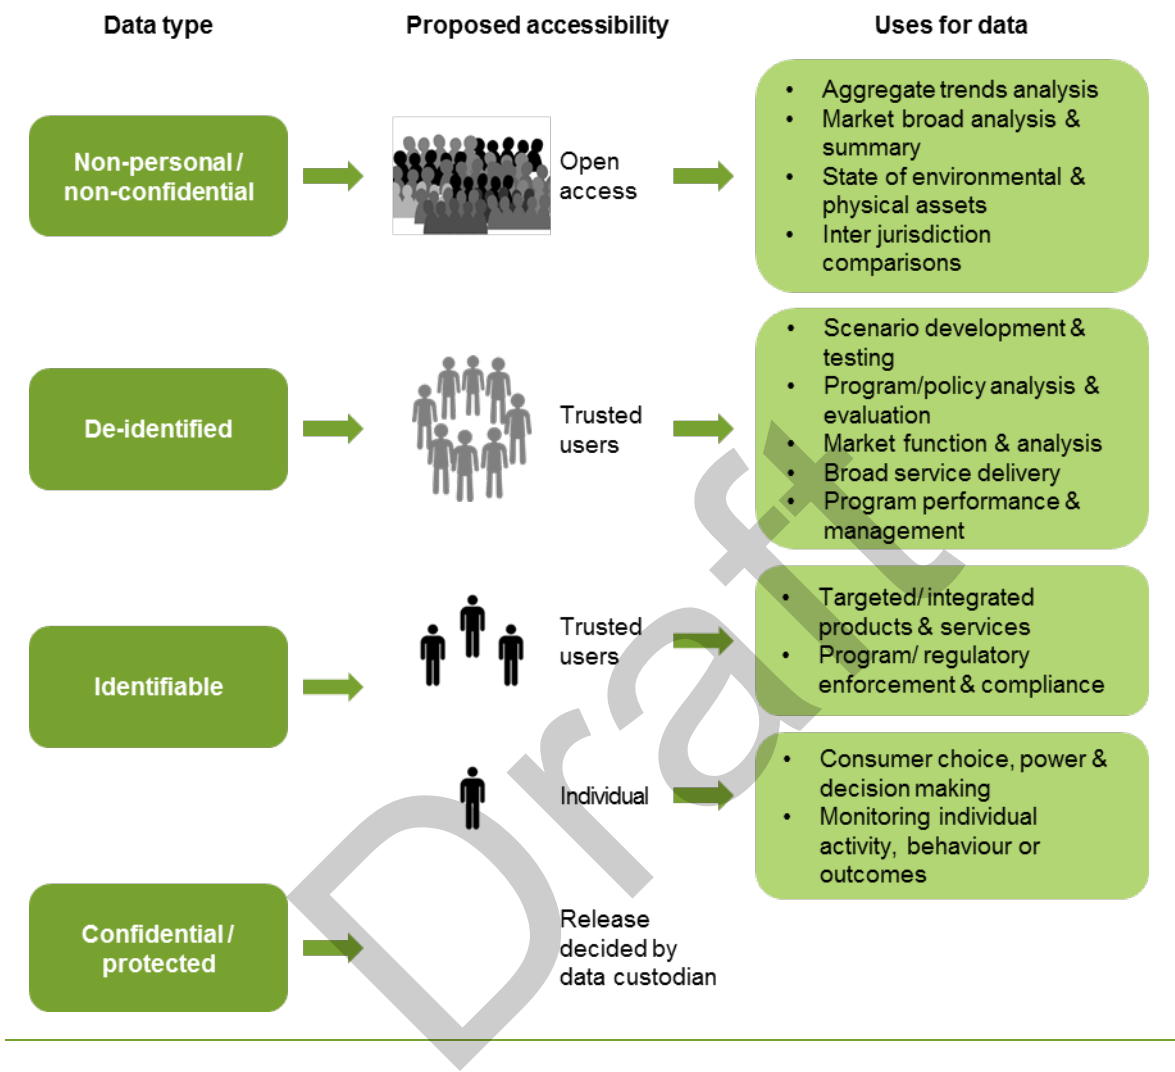 Data type
Proposed accessibility
Uses for data
Non-personal /
non-confidential
Open
access
• Aggregate trends analysis
• Market broad analysis &
summary
• State of environmental &
physical assets
• Inter jurisdiction
comparisons
De-identified
Trusted
users
• Scenario development &
testing
• Program/policy analysis &
evaluation
• Market function & analysis
• Broad service delivery
• Program performance &
management
Identifiable
Trusted
users
• Targeted/ integrated
products & services
• Program/ regulatory
enforcement & compliance
Individual
• Consumer choice, power &
decision making
• Monitoring individual
activity, behaviour or
outcomes
Confidential /
protected
Release
decided by
data custodian
Draft